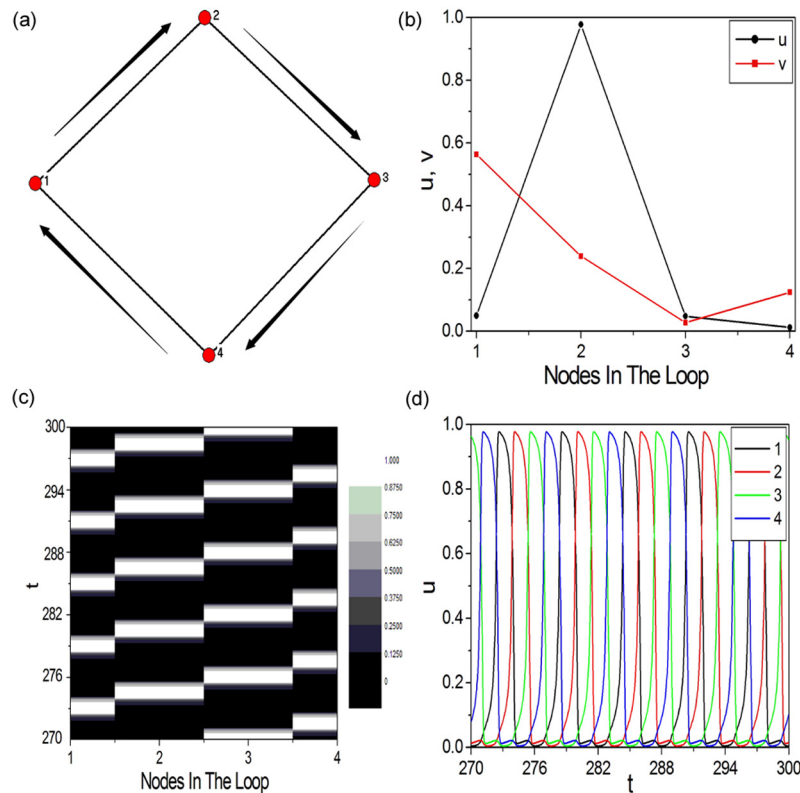 (a)
2
1
3
4
(b)
1.0
0.8
0.6
0.4
0.2
0.0
u, v
u
v
1 2 3 4
Nodes In The Loop
(c)
300
294
288
282
276
270
t
1 2 3 4
Nodes In The Loop
1.000
0.8750
0.7500
0.6250
0.5000
0.3750
0.2500
0.1250
0
(d)
1.0
0.8
0.6
0.4
0.2
0.0
u
1
2
3
4
270 276 282 288 294 300
t